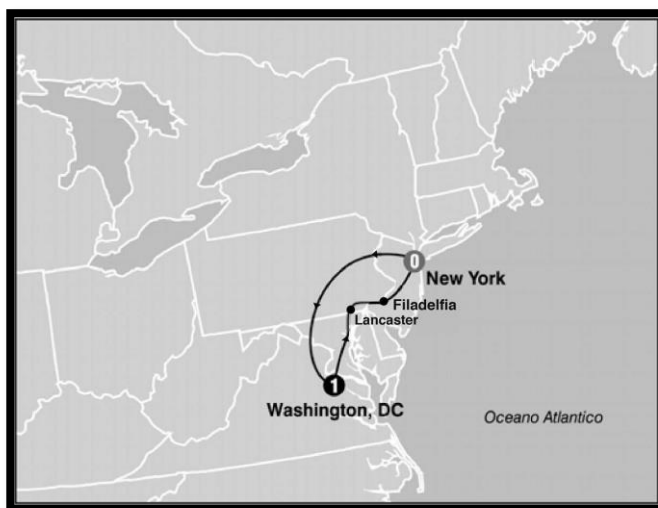 0
New York
Filadelfia
Lancaster
1
Washington, DC
Oceano Atlantico